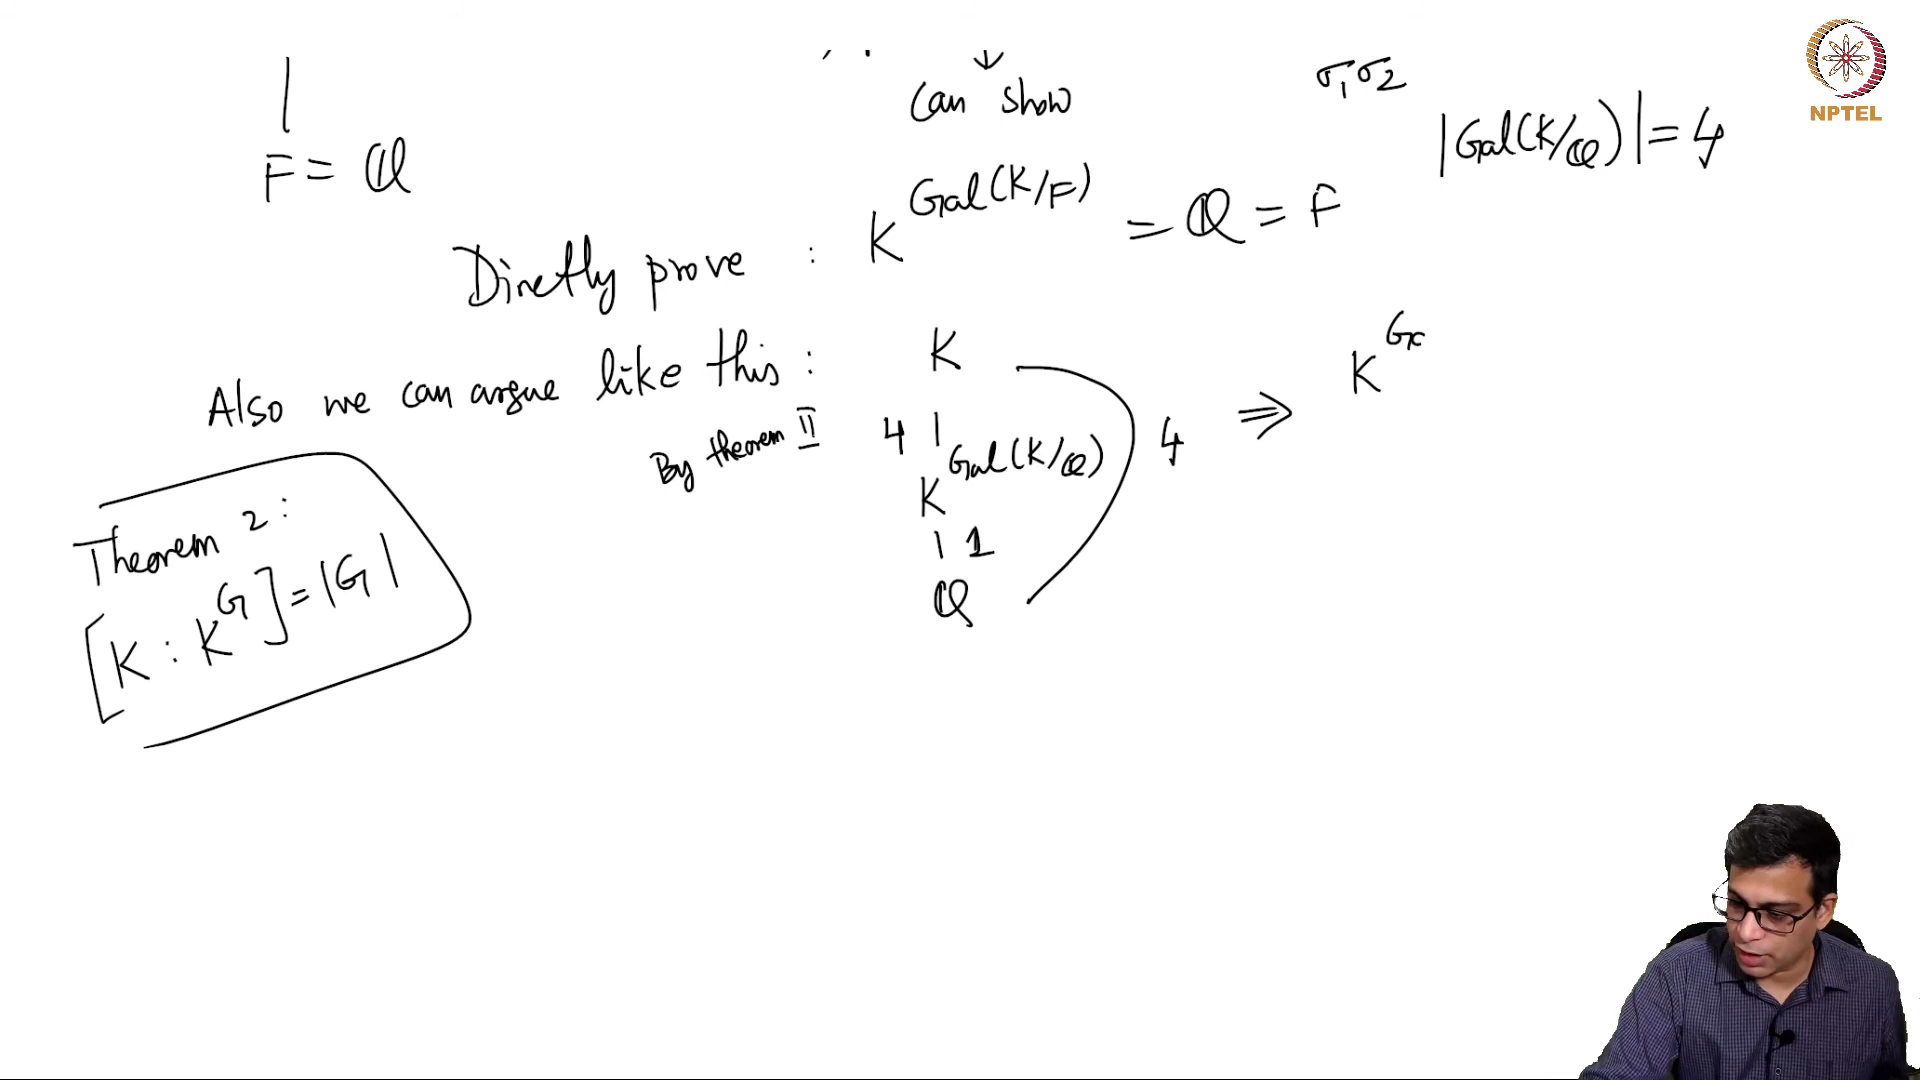 can show
σ₁σ₂
|Gal(K/ℚ)| = 4
F = ℚ
Directly prove : K^Gal(K/F) = ℚ = F
Also we can argue like this :
By theorem II
K
4 |
K^Gal(K/ℚ)
| 1
ℚ
4 ⇒ K^Ga
Theorem 2:
[K : K^G] = |G|
NPTEL